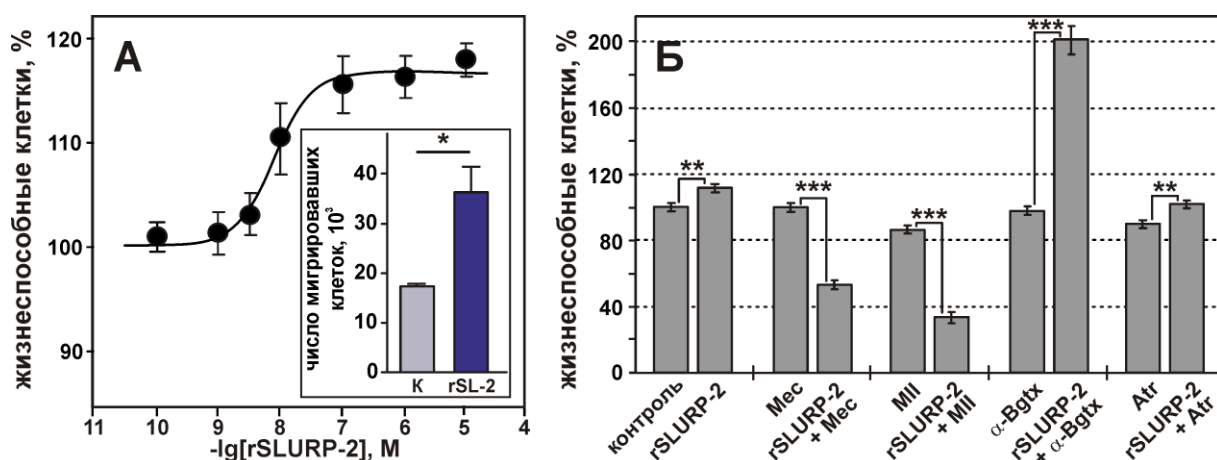 А
жизнеспособные клетки, %
120
110
100
90
11 10 9 8 7 6 5 4
-lg[rSLURP-2], M
число мигрировавших
клеток, 10³
40
30
20
10
0
*
К rSL-2
Б
жизнеспособные клетки, %
200
160
120
80
40
0
** *** *** *** **
контроль
rSLURP-2
Mec
rSLURP-2
+ Mec
MII
rSLURP-2
+ MII
α-Bgtx
rSLURP-2
+ α-Bgtx
Atr
rSLURP-2
+ Atr